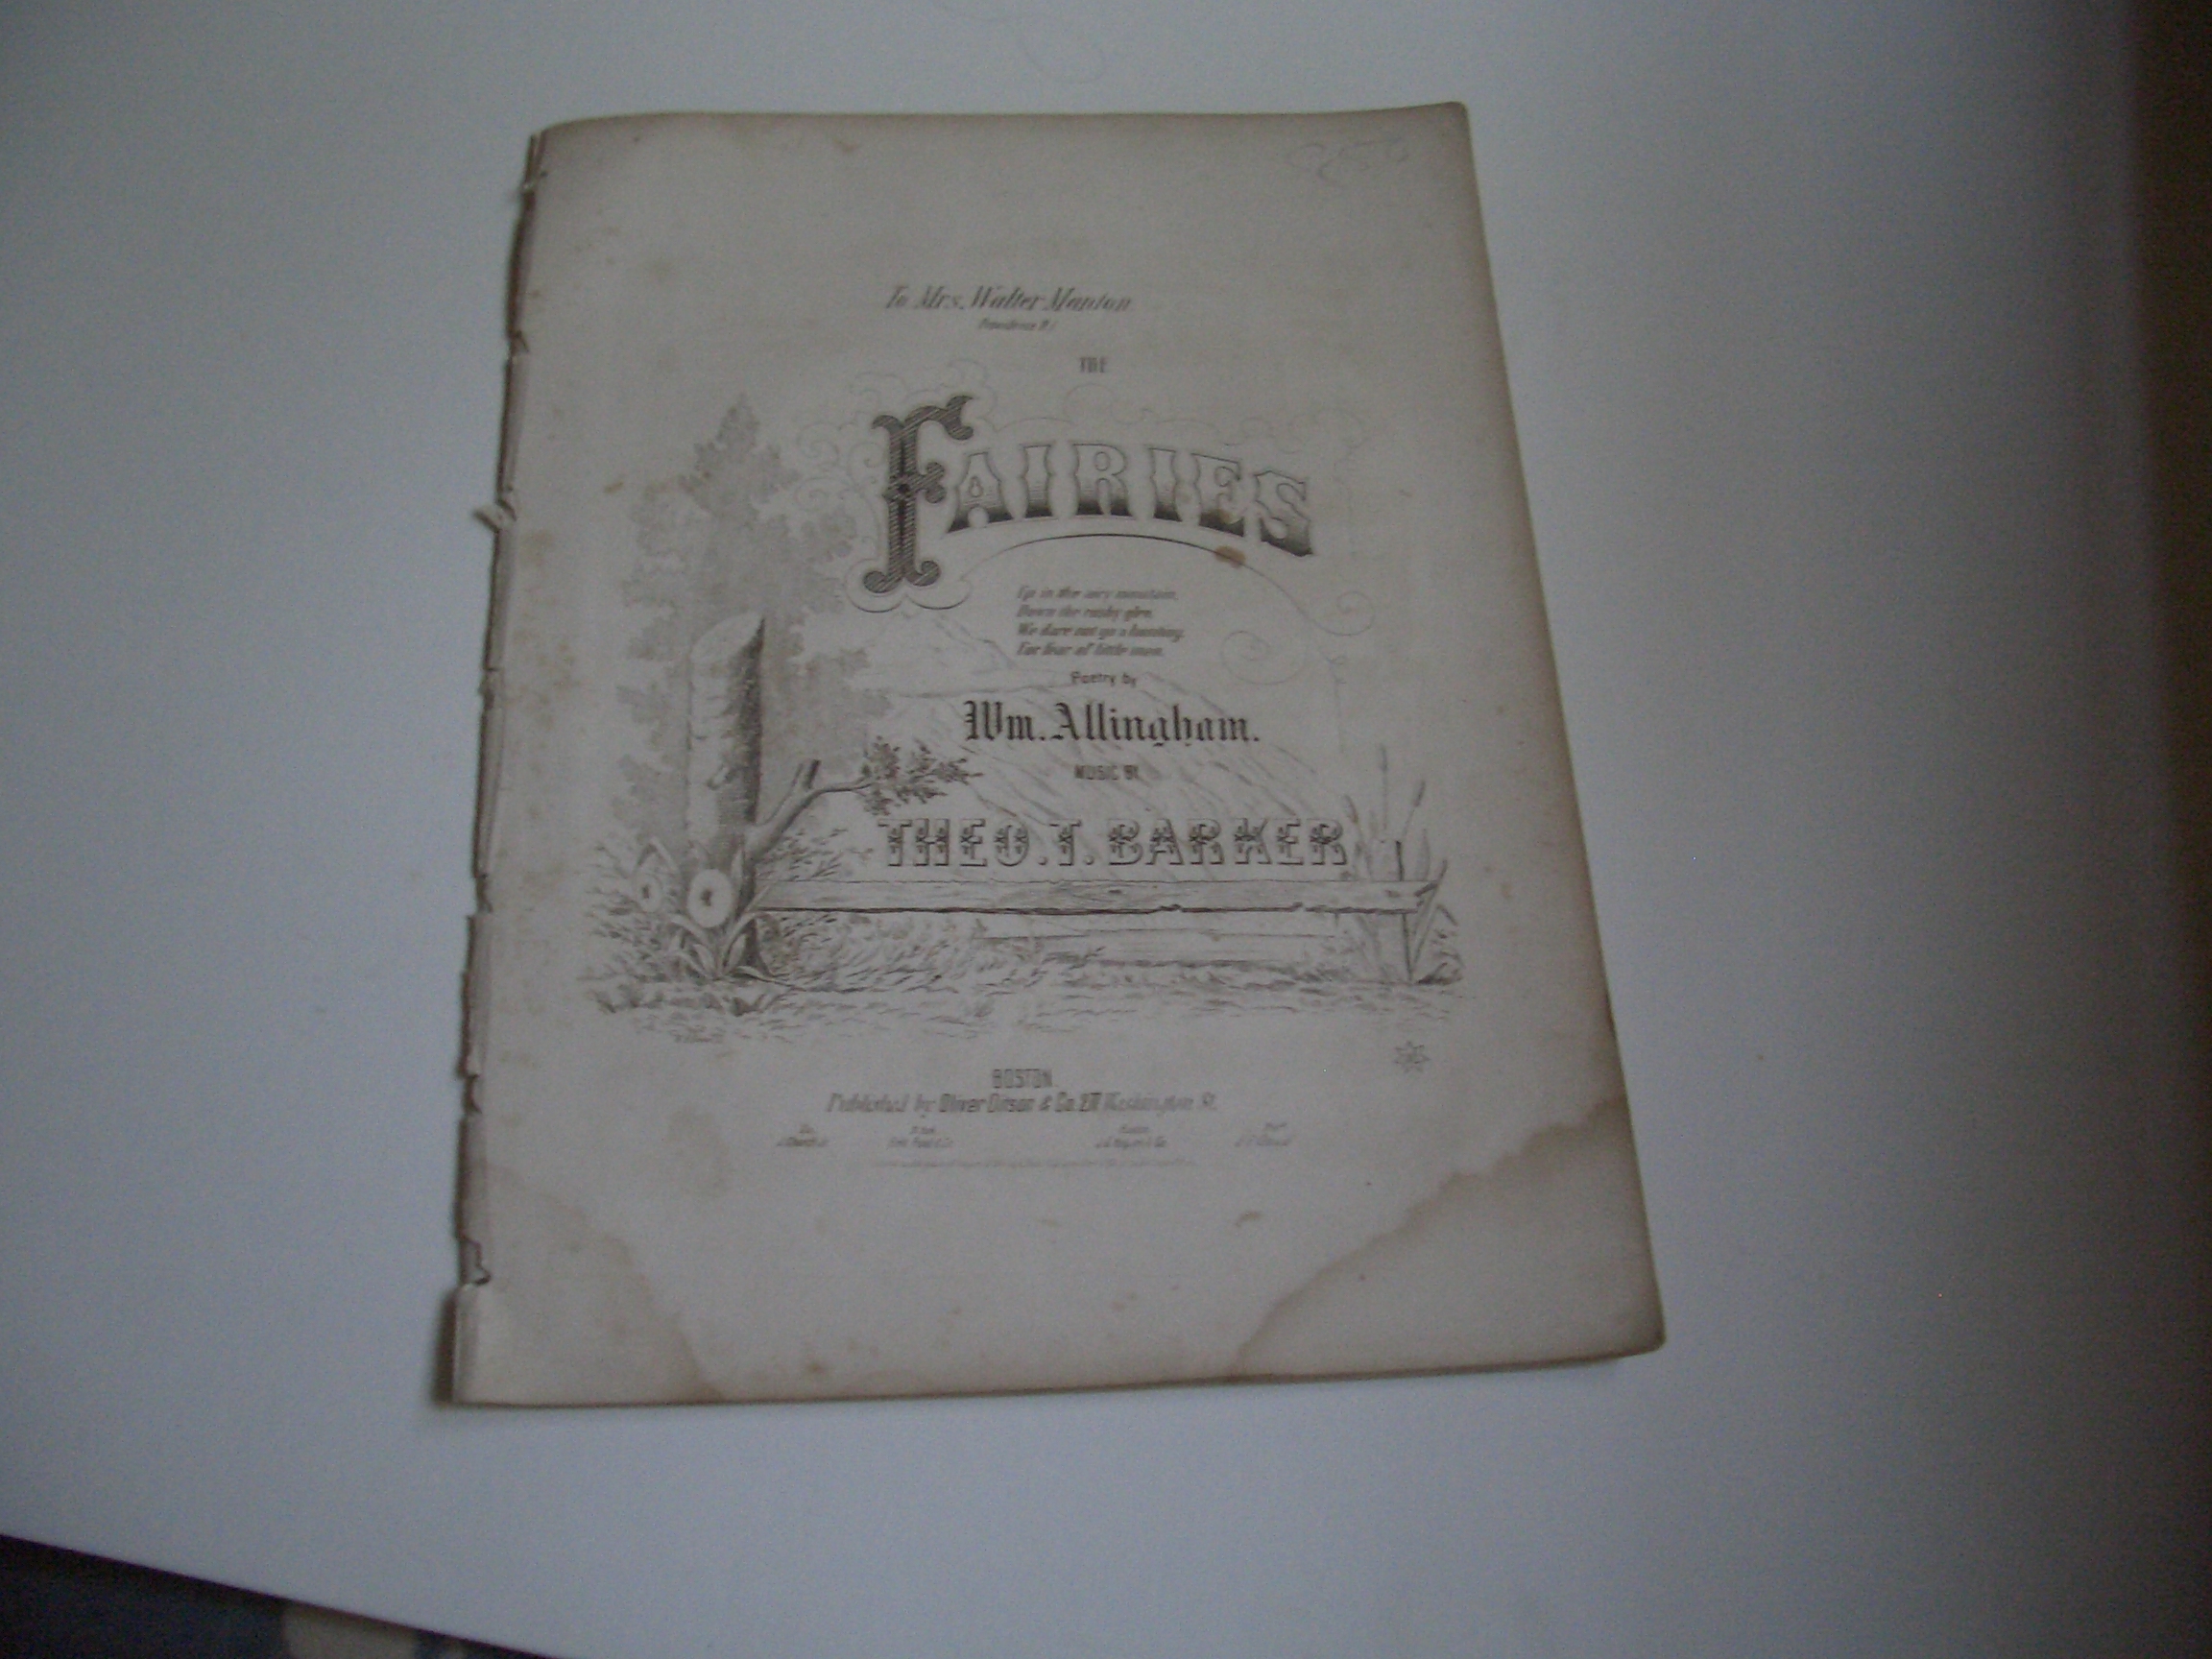 To Mrs. Walter Manton
Providence R.I.
THE
FAIRIES
Up in the airy mountain,
Down the rushy glen,
We dare not go a hunting,
For fear of little men.
Poetry by
Wm. Allingham.
MUSIC BY
THEO. T. BARKER
BOSTON.
Published by Oliver Ditson & Co. 277 Washington St.